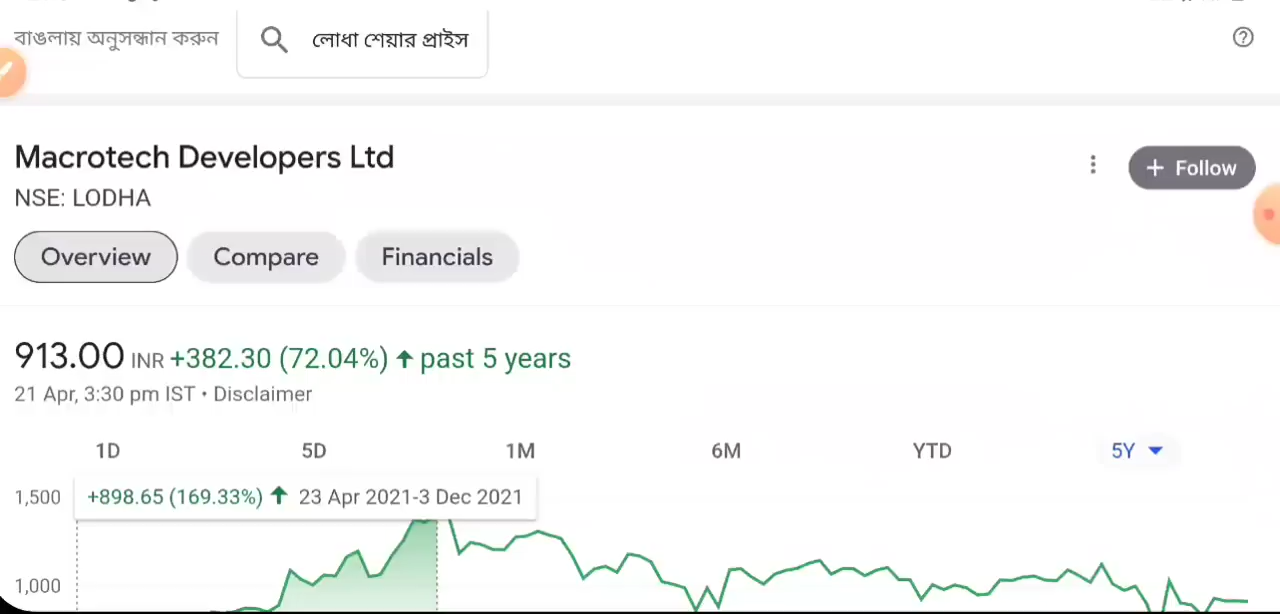 বাঙলায় অনুসন্ধান করুন লোধা শেয়ার প্রাইস
Macrotech Developers Ltd
+ Follow
NSE: LODHA
Overview Compare Financials
913.00 INR +382.30 (72.04%) ↑ past 5 years
21 Apr, 3:30 pm IST • Disclaimer
1D 5D 1M 6M YTD 5Y
1,500 +898.65 (169.33%) ↑ 23 Apr 2021-3 Dec 2021
1,000